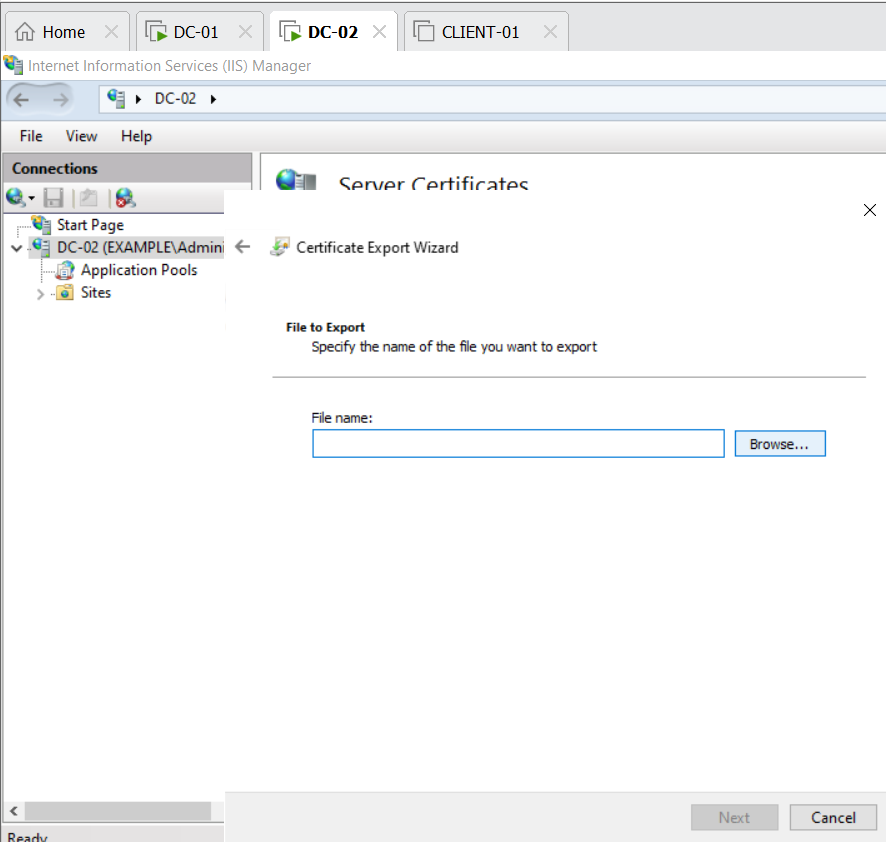 Home
DC-01
DC-02
CLIENT-01
Internet Information Services (IIS) Manager
DC-02
File View Help
Connections
Server Certificates
Start Page
DC-02 (EXAMPLE\Admini
Certificate Export Wizard
Application Pools
Sites
File to Export
Specify the name of the file you want to export
File name:
Browse...
Next
Cancel
Ready